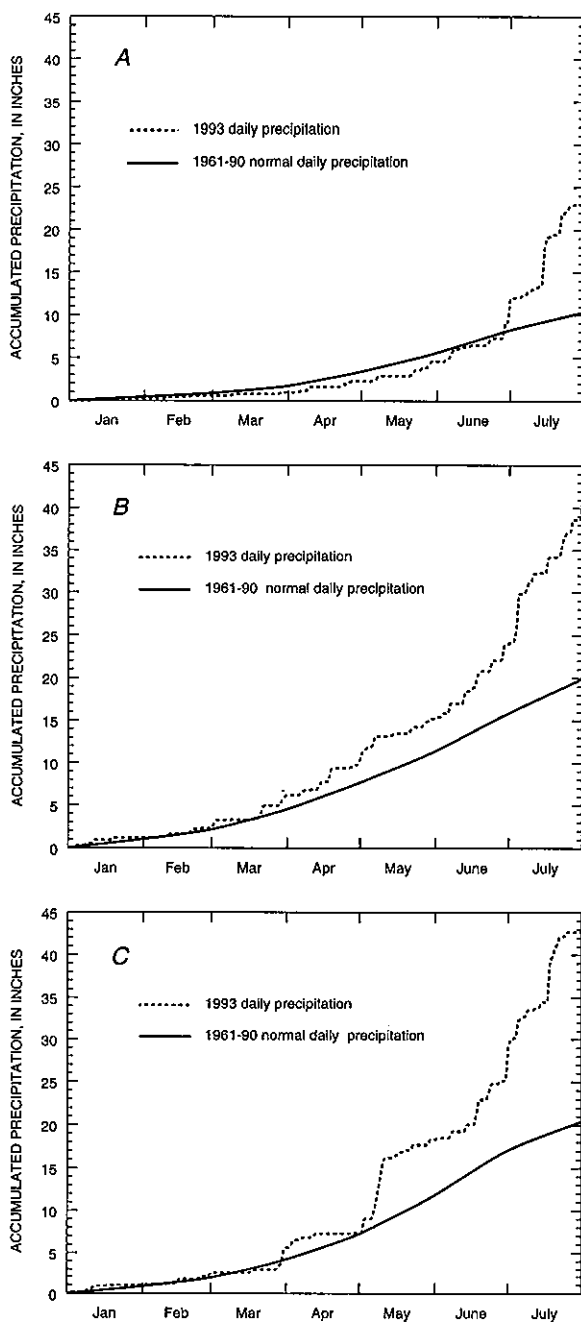 45
40
35
30
25
20
15
10
5
0
ACCUMULATED PRECIPITATION, IN INCHES
A
1993 daily precipitation
1961-90 normal daily precipitation
Jan Feb Mar Apr May June July
45
40
35
30
25
20
15
10
5
0
ACCUMULATED PRECIPITATION, IN INCHES
B
1993 daily precipitation
1961-90 normal daily precipitation
Jan Feb Mar Apr May June July
45
40
35
30
25
20
15
10
5
0
ACCUMULATED PRECIPITATION, IN INCHES
C
1993 daily precipitation
1961-90 normal daily precipitation
Jan Feb Mar Apr May June July